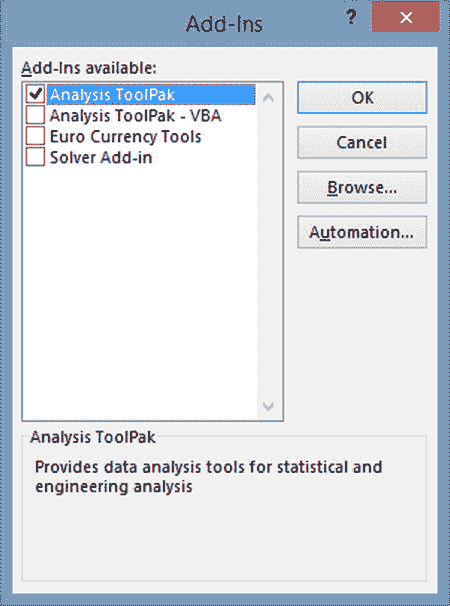 Add-Ins
?
Add-Ins available:
Analysis ToolPak
Analysis ToolPak - VBA
Euro Currency Tools
Solver Add-in
OK
Cancel
Browse...
Automation...
Analysis ToolPak
Provides data analysis tools for statistical and
engineering analysis